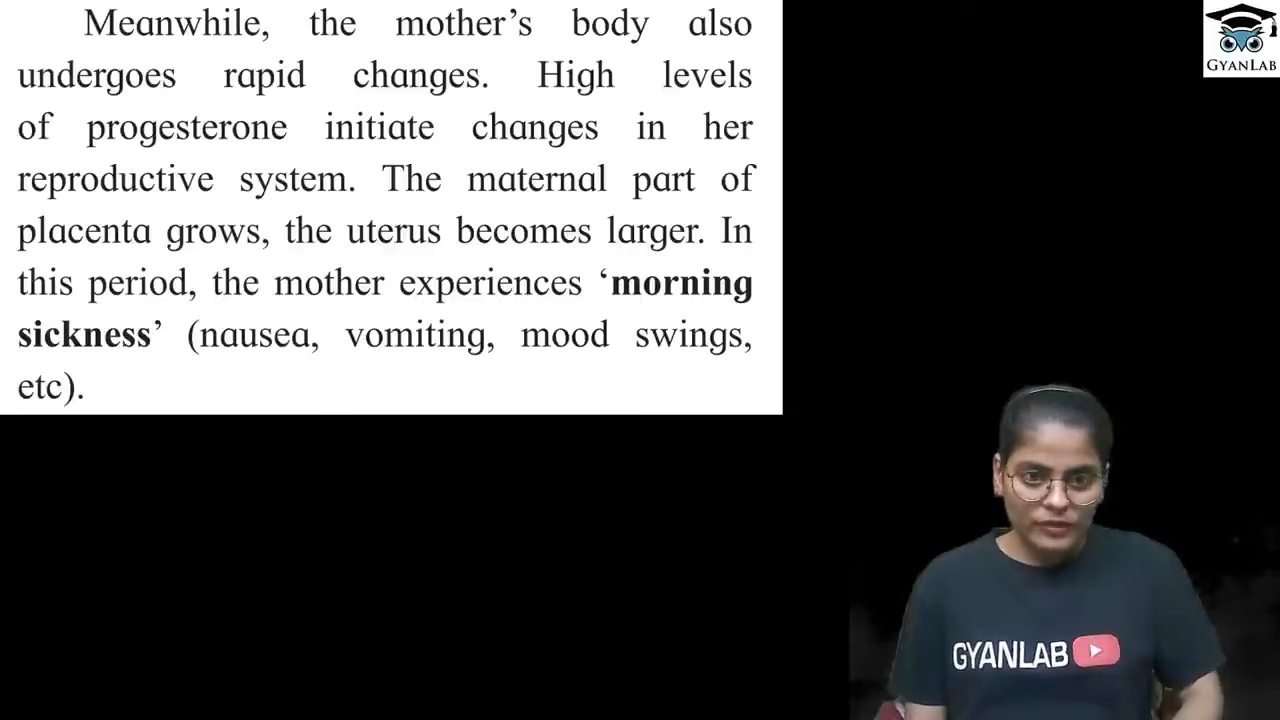 Meanwhile, the mother’s body also
undergoes rapid changes. High levels
of progesterone initiate changes in her
reproductive system. The maternal part of
placenta grows, the uterus becomes larger. In
this period, the mother experiences ‘morning
sickness’ (nausea, vomiting, mood swings,
etc).
GYANLAB
GYANLAB